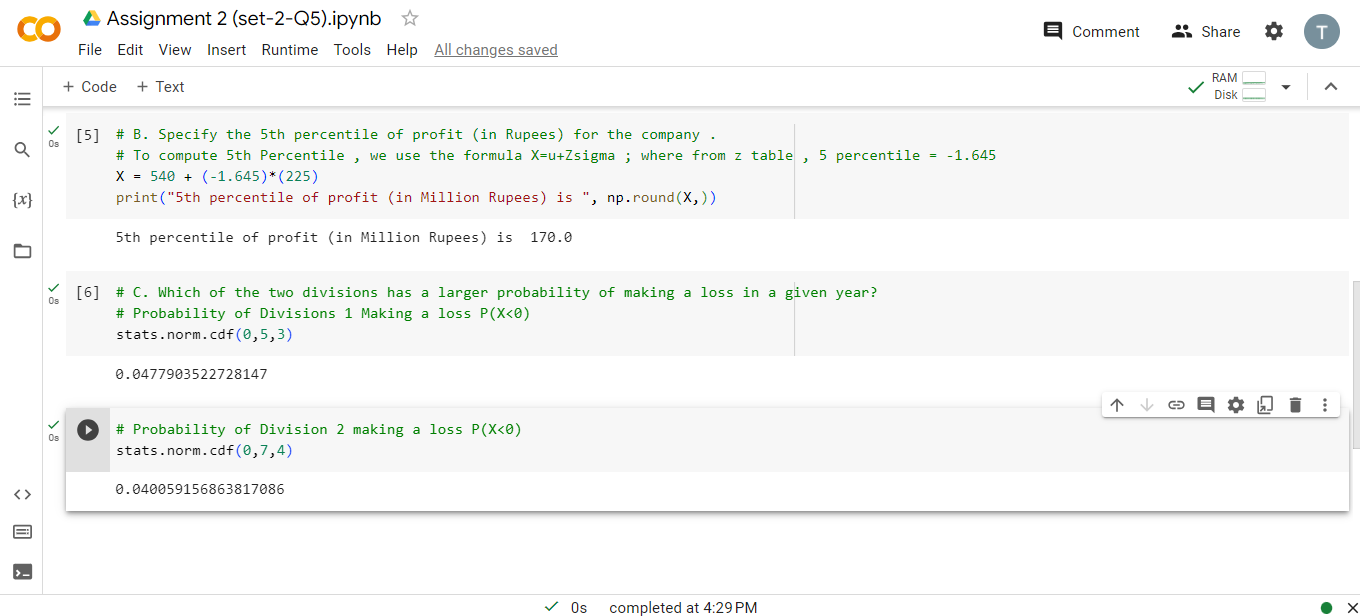 Assignment 2 (set-2-Q5).ipynb
File Edit View Insert Runtime Tools Help All changes saved
Comment Share T
+ Code + Text
RAM
Disk
{x}
0s
[5] # B. Specify the 5th percentile of profit (in Rupees) for the company .
# To compute 5th Percentile , we use the formula X=u+Zsigma ; where from z table , 5 percentile = -1.645
X = 540 + (-1.645)*(225)
print("5th percentile of profit (in Million Rupees) is ", np.round(X,))
5th percentile of profit (in Million Rupees) is  170.0
0s
[6] # C. Which of the two divisions has a larger probability of making a loss in a given year?
# Probability of Divisions 1 Making a loss P(X<0)
stats.norm.cdf(0,5,3)
0.0477903522728147
0s
# Probability of Division 2 making a loss P(X<0)
stats.norm.cdf(0,7,4)
0.040059156863817086
0s completed at 4:29 PM